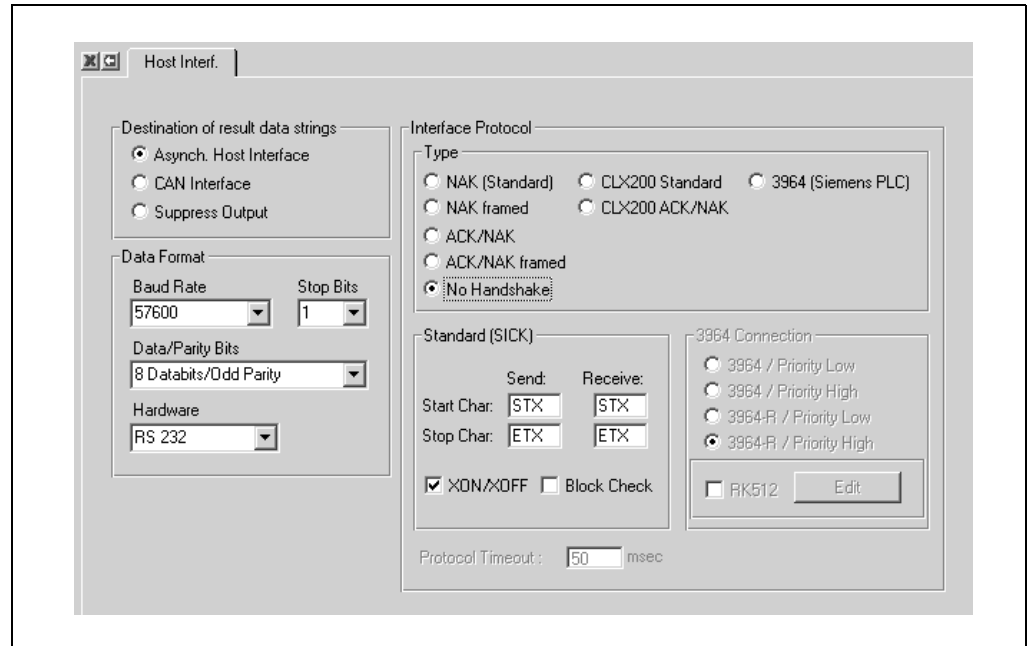 Host Interf.
Destination of result data strings
Asynch. Host Interface
CAN Interface
Suppress Output
Data Format
Baud Rate Stop Bits
57600 1
Data/Parity Bits
8 Databits/Odd Parity
Hardware
RS 232
Interface Protocol
Type
NAK (Standard) CLX200 Standard 3964 (Siemens PLC)
NAK framed CLX200 ACK/NAK
ACK/NAK
ACK/NAK framed
No Handshake
Standard (SICK)
Send: Receive:
Start Char: STX STX
Stop Char: ETX ETX
XON/XOFF Block Check
3964 Connection
3964 / Priority Low
3964 / Priority High
3964-R / Priority Low
3964-R / Priority High
RK512 Edit
Protocol Timeout : 50 msec